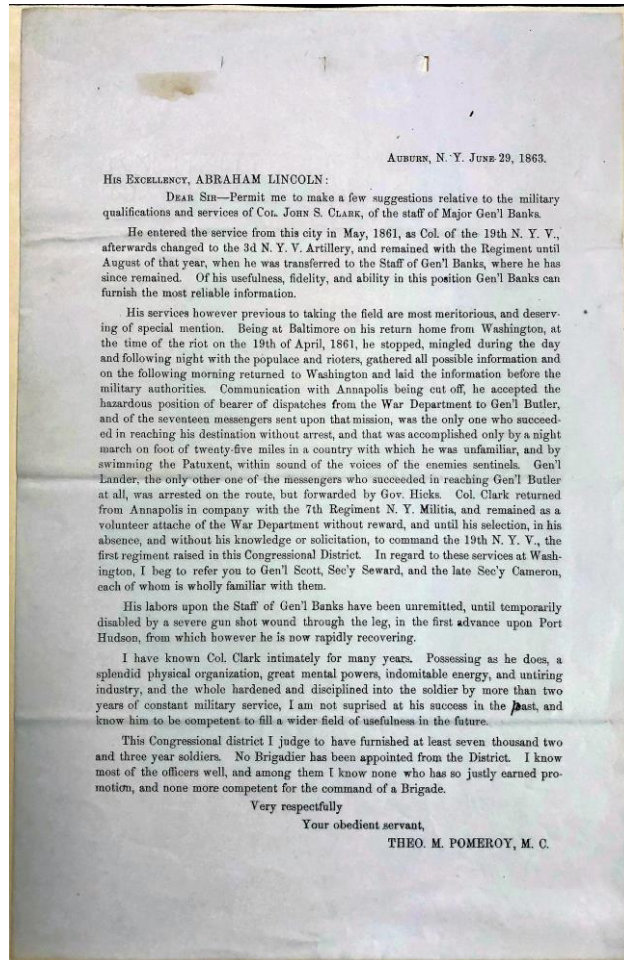 AUBURN, N. Y. JUNE 29, 1863.
HIS EXCELLENCY, ABRAHAM LINCOLN:
DEAR SIR—Permit me to make a few suggestions relative to the military
qualifications and services of COL. JOHN S. CLARK, of the staff of Major Gen'l Banks.
He entered the service from this city in May, 1861, as Col. of the 19th N. Y. V.,
afterwards changed to the 3d N. Y. V. Artillery, and remained with the Regiment until
August of that year, when he was transferred to the Staff of Gen'l Banks, where he has
since remained. Of his usefulness, fidelity, and ability in this position Gen'l Banks can
furnish the most reliable information.
His services however previous to taking the field are most meritorious, and deserv-
ing of special mention. Being at Baltimore on his return home from Washington, at
the time of the riot on the 19th of April, 1861, he stopped, mingled during the day
and following night with the populace and rioters, gathered all possible information and
on the following morning returned to Washington and laid the information before the
military authorities. Communication with Annapolis being cut off, he accepted the
hazardous position of bearer of dispatches from the War Department to Gen'l Butler,
and of the seventeen messengers sent upon that mission, was the only one who succeed-
ed in reaching his destination without arrest, and that was accomplished only by a night
march on foot of twenty-five miles in a country with which he was unfamiliar, and by
swimming the Patuxent, within sound of the voices of the enemies sentinels. Gen'l
Lander, the only other one of the messengers who succeeded in reaching Gen'l Butler
at all, was arrested on the route, but forwarded by Gov. Hicks. Col. Clark returned
from Annapolis in company with the 7th Regiment N. Y. Militia, and remained as a
volunteer attache of the War Department without reward, and until his selection, in his
absence, and without his knowledge or solicitation, to command the 19th N. Y. V., the
first regiment raised in this Congressional District. In regard to these services at Wash-
ington, I beg to refer you to Gen'l Scott, Sec'y Seward, and the late Sec'y Cameron,
each of whom is wholly familiar with them.
His labors upon the Staff of Gen'l Banks have been unremitted, until temporarily
disabled by a severe gun shot wound through the leg, in the first advance upon Port
Hudson, from which however he is now rapidly recovering.
I have known Col. Clark intimately for many years. Possessing as he does, a
splendid physical organization, great mental powers, indomitable energy, and untiring
industry, and the whole hardened and disciplined into the soldier by more than two
years of constant military service, I am not suprised at his success in the past, and
know him to be competent to fill a wider field of usefulness in the future.
This Congressional district I judge to have furnished at least seven thousand two
and three year soldiers. No Brigadier has been appointed from the District. I know
most of the officers well, and among them I know none who has so justly earned pro-
motion, and none more competent for the command of a Brigade.
Very respectfully
Your obedient servant,
THEO. M. POMEROY, M. C.